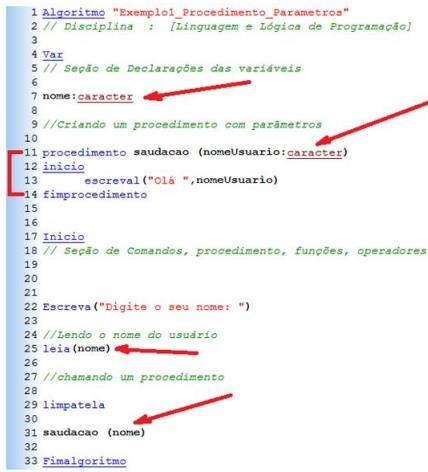 1 Algoritmo "Exemplo1_Procedimento_Parametros"
2 // Disciplina : [Linguagem e Lógica de Programação]
3
4 Var
5 // Seção de Declarações das variáveis
6
7 nome:caracter
8
9 //Criando um procedimento com parâmetros
10
11 procedimento saudacao (nomeUsuario:caracter)
12 inicio
13 escreval("Olá ",nomeUsuario)
14 fimprocedimento
15
16
17 Inicio
18 // Seção de Comandos, procedimento, funções, operadores,
19
20
21
22 Escreva("Digite o seu nome: ")
23
24 //Lendo o nome do usuário
25 leia(nome)
26
27 //chamando um procedimento
28
29 limpatela
30
31 saudacao (nome)
32
33 Fimalgoritmo